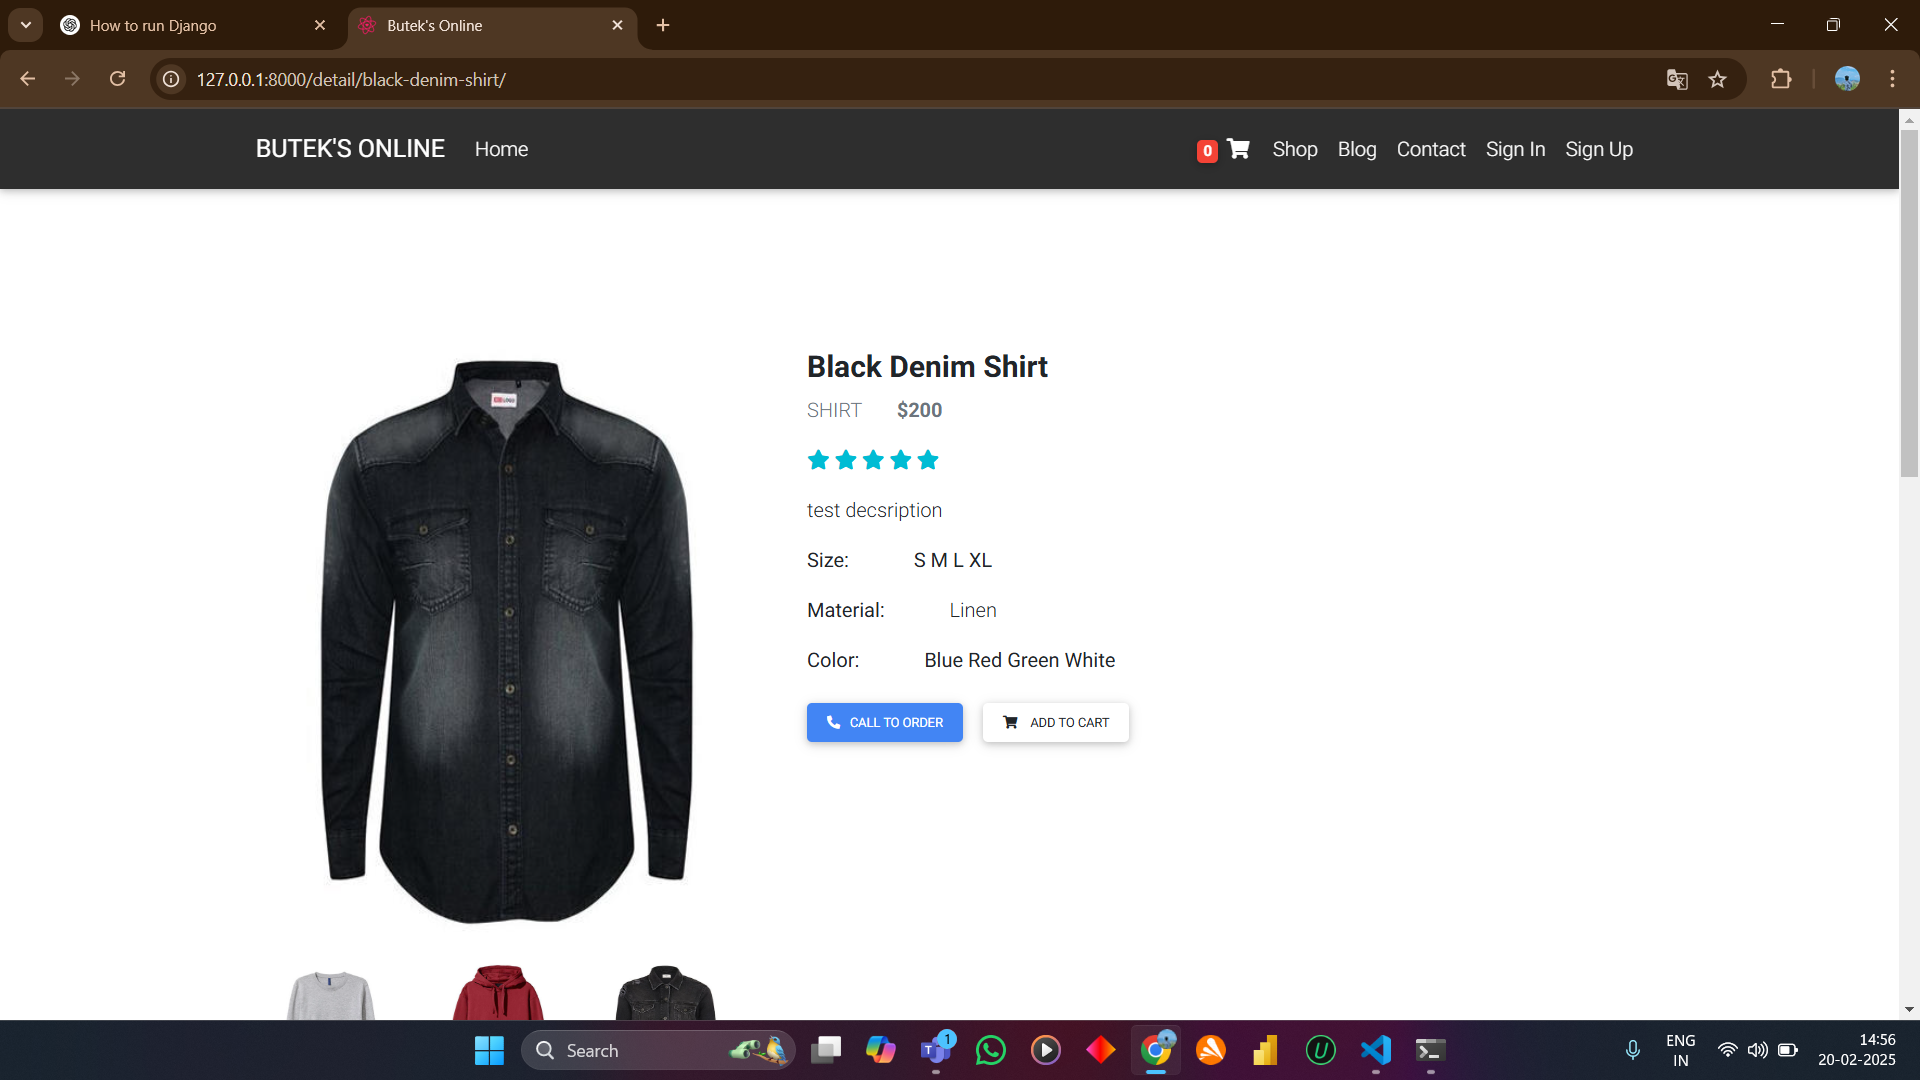 How to run Django
Butek's Online
127.0.0.1:8000/detail/black-denim-shirt/
BUTEK'S ONLINE Home 0 Shop Blog Contact Sign In Sign Up
Black Denim Shirt
SHIRT $200
test decsription
Size: S M L XL
Material: Linen
Color: Blue Red Green White
CALL TO ORDER ADD TO CART
Search
1
ENG
IN
14:56
20-02-2025